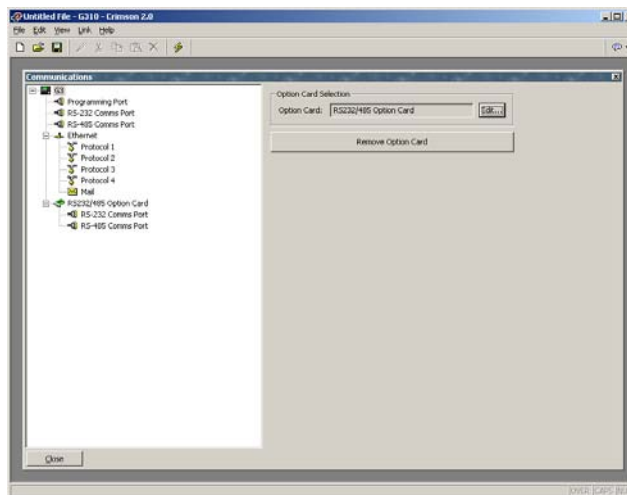 Untitled File - G310 - Crimson 2.0
File Edit View Link Help
Communications
G3
Programming Port
RS-232 Comms Port
RS-485 Comms Port
Ethernet
Protocol 1
Protocol 2
Protocol 3
Protocol 4
Mail
RS232/485 Option Card
RS-232 Comms Port
RS-485 Comms Port
Option Card Selection
Option Card: RS232/485 Option Card Edit...
Remove Option Card
Close
OVER CAPS